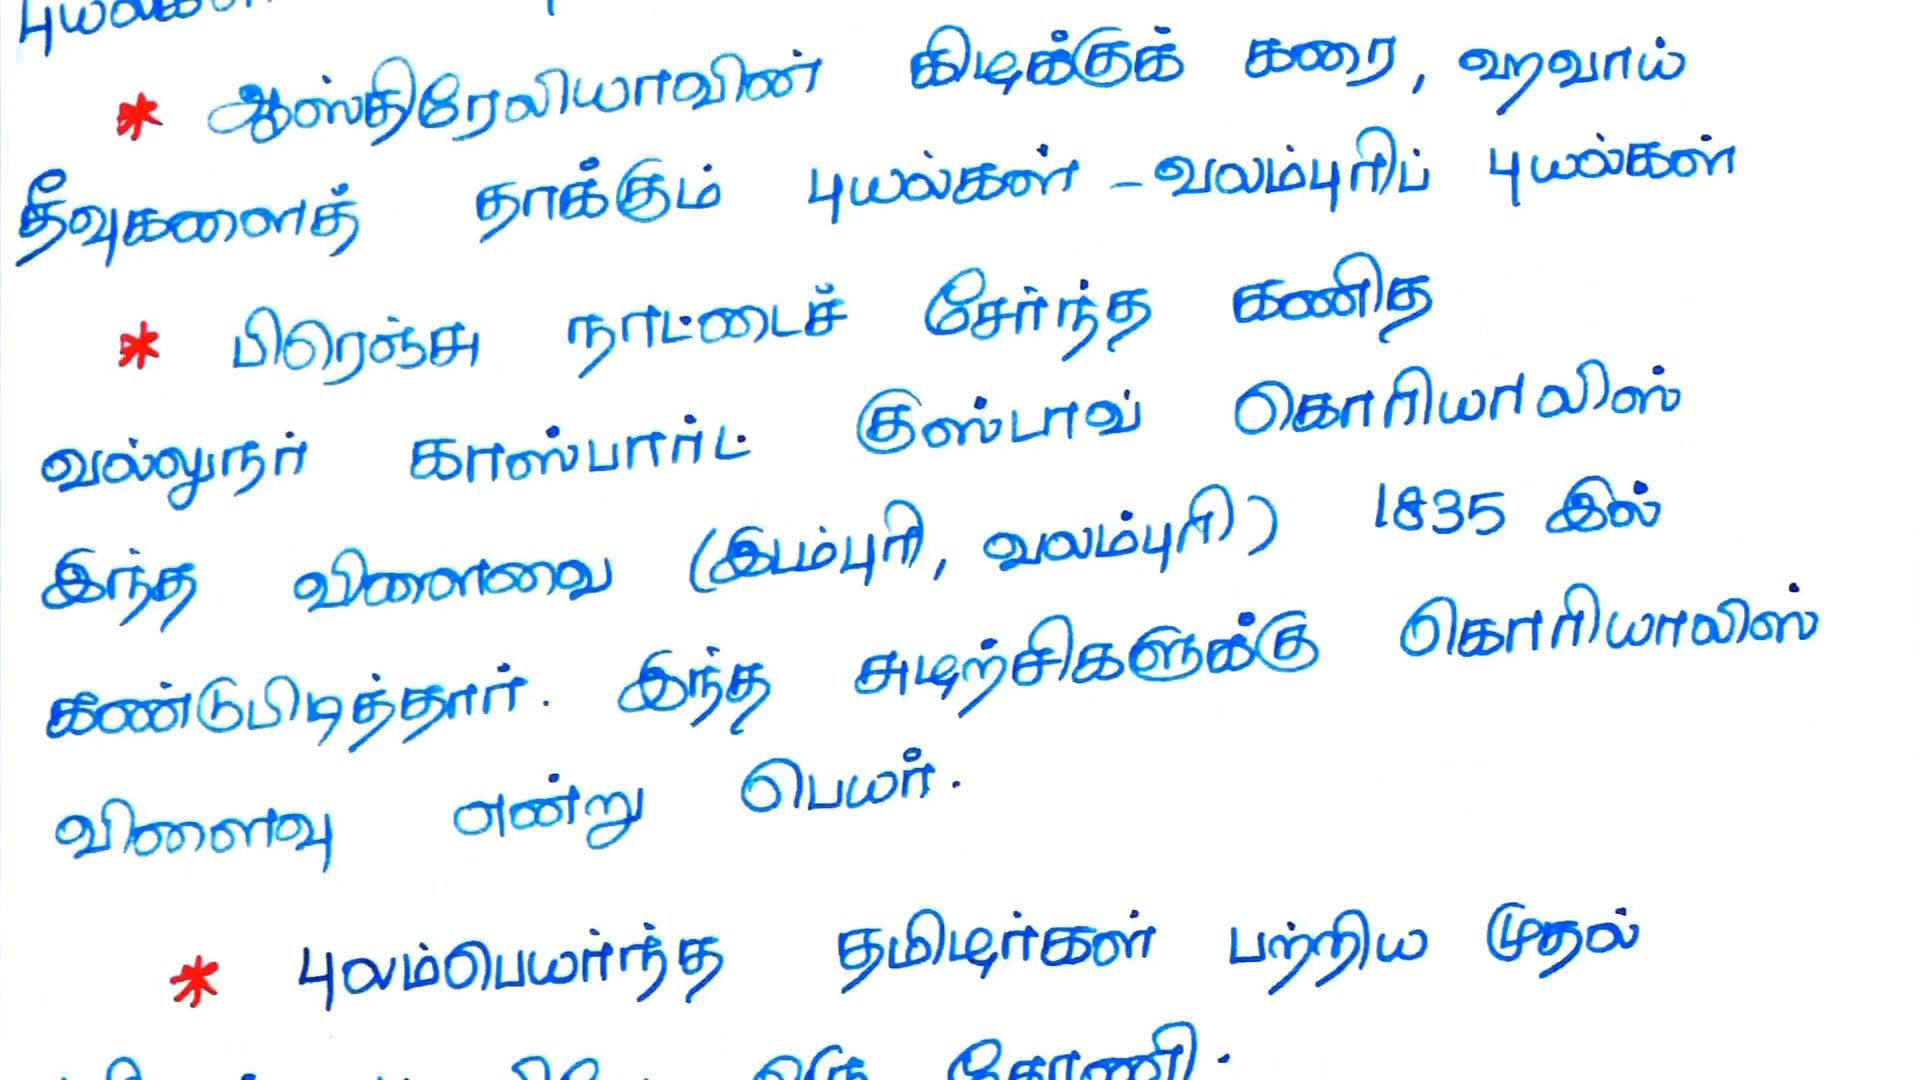 * ஆஸ்திரேலியாவின் கிழக்குக் கரை, ஹவாய்
தீவுகளைத் தாக்கும் புயல்கள் - வலம்புரிப் புயல்கள்
* பிரெஞ்சு நாட்டைச் சேர்ந்த கணித
வல்லுநர் காஸ்பார்ட் குஸ்டாவ் கொரியாலிஸ்
இந்த விளைவை (இடம்புரி, வலம்புரி) 1835 இல்
கண்டுபிடித்தார். இந்த சுழற்சிகளுக்கு கொரியாலிஸ்
விளைவு என்று பெயர்.
* புலம்பெயர்ந்த தமிழர்கள் பற்றிய முதல்